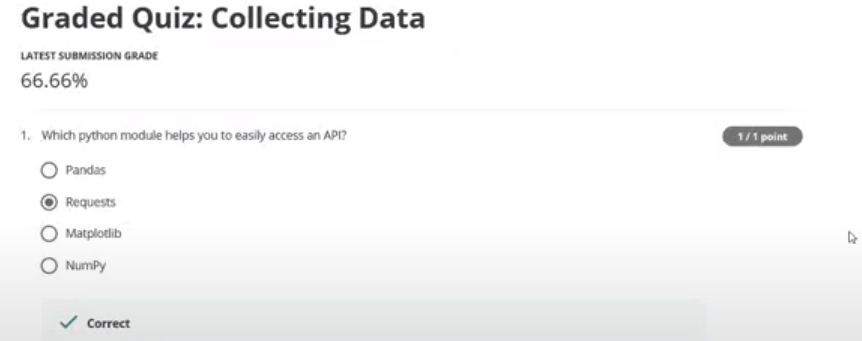 Graded Quiz: Collecting Data
LATEST SUBMISSION GRADE
66.66%
1. Which python module helps you to easily access an API?
1 / 1 point
Pandas
Requests
Matplotlib
NumPy
Correct